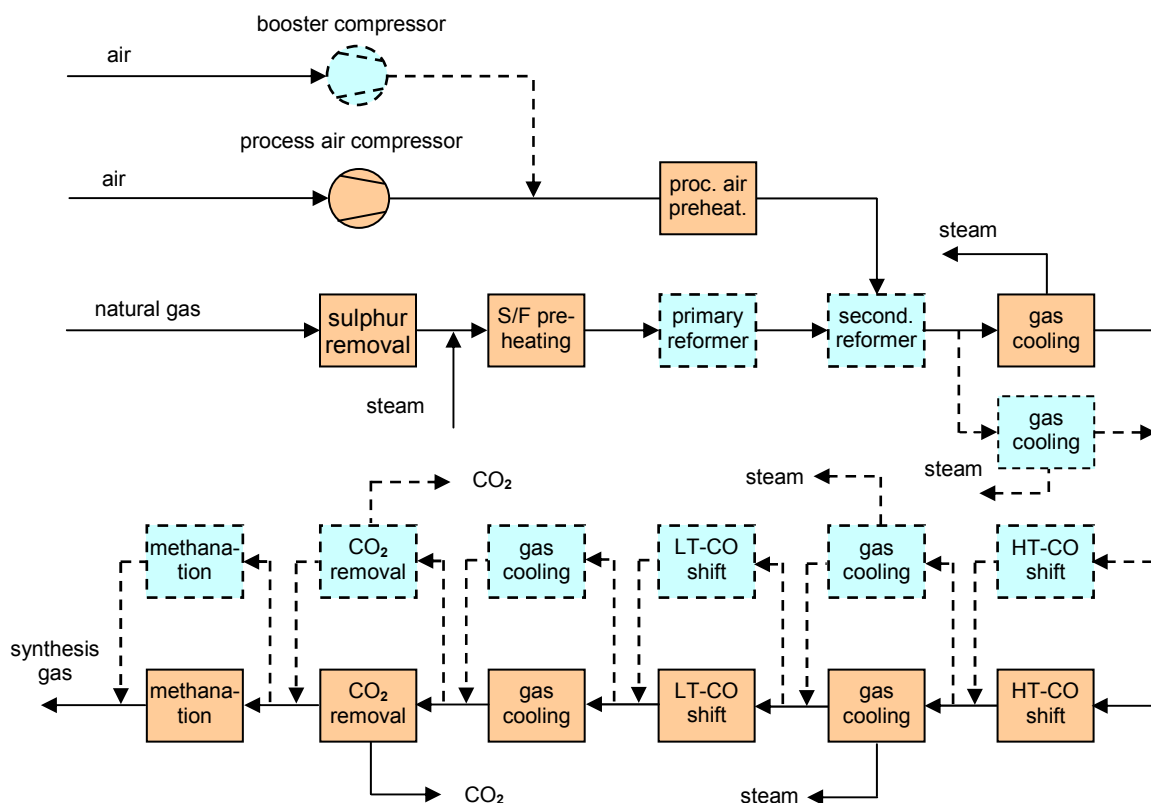 booster compressor
air
process air compressor
air
proc. air
preheat.
steam
natural gas
sulphur
removal
S/F pre-
heating
primary
reformer
second.
reformer
gas
cooling
steam
gas
cooling
steam
CO₂
steam
methana-
tion
CO₂
removal
gas
cooling
LT-CO
shift
gas
cooling
HT-CO
shift
synthesis
gas
methana-
tion
CO₂
removal
gas
cooling
LT-CO
shift
gas
cooling
HT-CO
shift
CO₂
steam